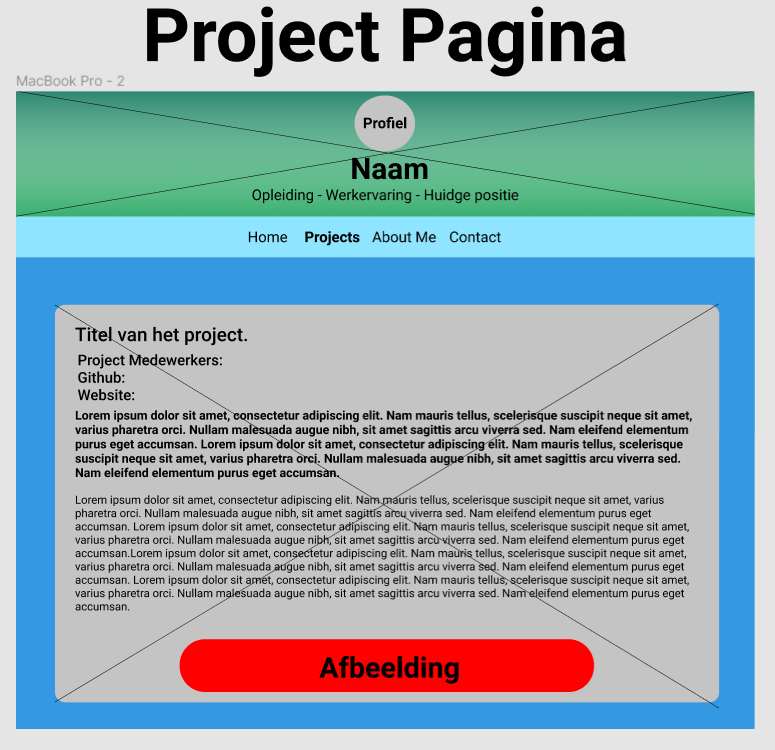 Project Pagina
MacBook Pro - 2
Profiel
Naam
Opleiding - Werkervaring - Huidge positie
Home Projects About Me Contact
Titel van het project.
Project Medewerkers:
Github:
Website:
Lorem ipsum dolor sit amet, consectetur adipiscing elit. Nam mauris tellus, scelerisque suscipit neque sit amet,
varius pharetra orci. Nullam malesuada augue nibh, sit amet sagittis arcu viverra sed. Nam eleifend elementum
purus eget accumsan. Lorem ipsum dolor sit amet, consectetur adipiscing elit. Nam mauris tellus, scelerisque
suscipit neque sit amet, varius pharetra orci. Nullam malesuada augue nibh, sit amet sagittis arcu viverra sed.
Nam eleifend elementum purus eget accumsan.
Lorem ipsum dolor sit amet, consectetur adipiscing elit. Nam mauris tellus, scelerisque suscipit neque sit amet, varius
pharetra orci. Nullam malesuada augue nibh, sit amet sagittis arcu viverra sed. Nam eleifend elementum purus eget
accumsan. Lorem ipsum dolor sit amet, consectetur adipiscing elit. Nam mauris tellus, scelerisque suscipit neque sit amet,
varius pharetra orci. Nullam malesuada augue nibh, sit amet sagittis arcu viverra sed. Nam eleifend elementum purus eget
accumsan.Lorem ipsum dolor sit amet, consectetur adipiscing elit. Nam mauris tellus, scelerisque suscipit neque sit amet,
varius pharetra orci. Nullam malesuada augue nibh, sit amet sagittis arcu viverra sed. Nam eleifend elementum purus eget
accumsan. Lorem ipsum dolor sit amet, consectetur adipiscing elit. Nam mauris tellus, scelerisque suscipit neque sit amet,
varius pharetra orci. Nullam malesuada augue nibh, sit amet sagittis arcu viverra sed. Nam eleifend elementum purus eget
accumsan.
Afbeelding